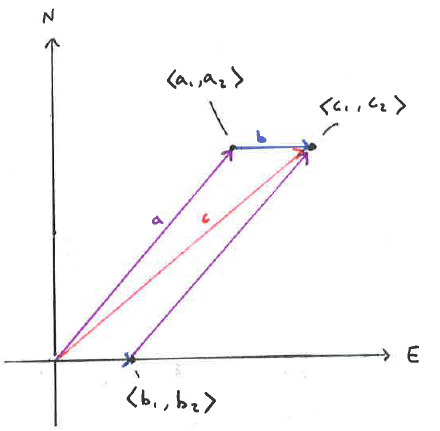 N
<a₁,a₂>
<c₁,c₂>
b
a
c
E
<b₁,b₂>